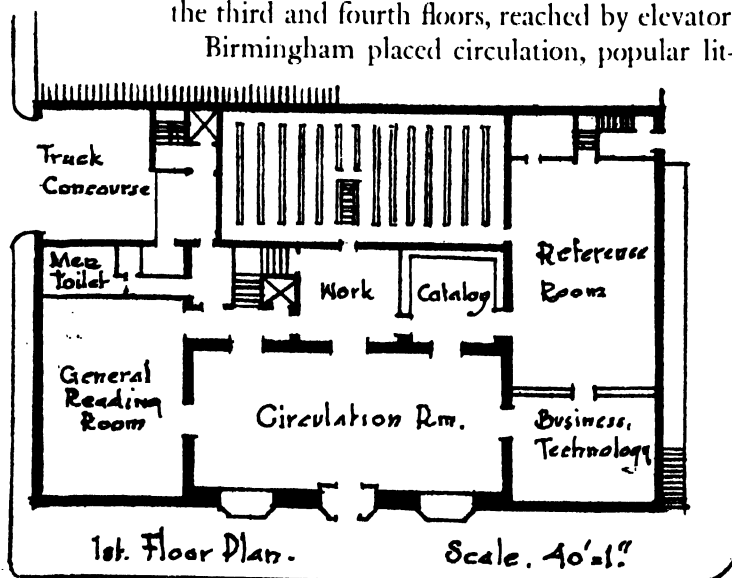 the third and fourth floors, reached by elevator
Birmingham placed circulation, popular lit-
Truck
Concourse
Men
Toilet
Work
Catalog
Reference
Room
General
Reading
Room
Circulation Rm.
Business,
Technology
1st. Floor Plan.
Scale. 40'=1"